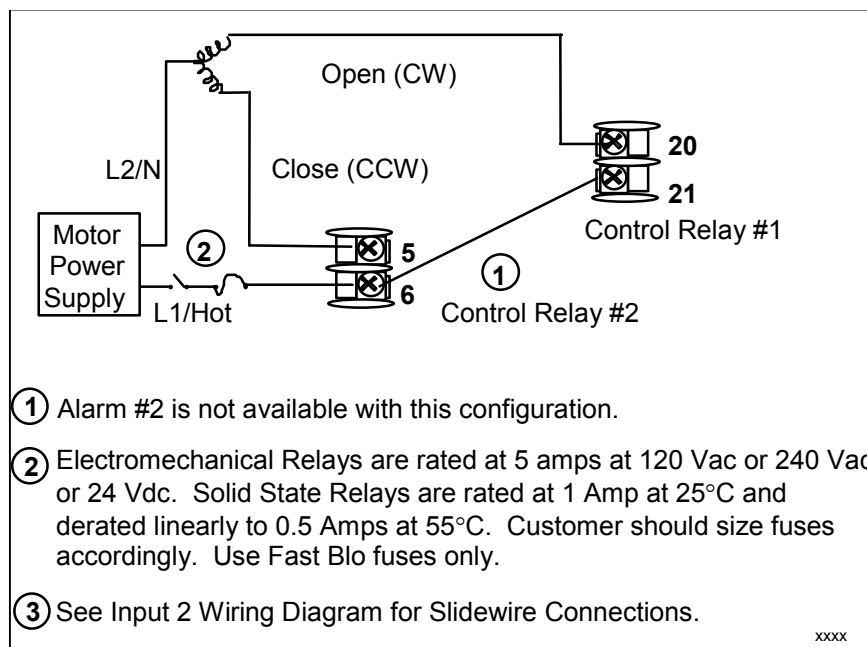 Open (CW)
20
L2/N
Close (CCW)
21
Control Relay #1
Motor
Power
Supply
2
5
L1/Hot
6
1
Control Relay #2
1 Alarm #2 is not available with this configuration.
2 Electromechanical Relays are rated at 5 amps at 120 Vac or 240 Vac
or 24 Vdc. Solid State Relays are rated at 1 Amp at 25°C and
derated linearly to 0.5 Amps at 55°C. Customer should size fuses
accordingly. Use Fast Blo fuses only.
3 See Input 2 Wiring Diagram for Slidewire Connections.
xxxx